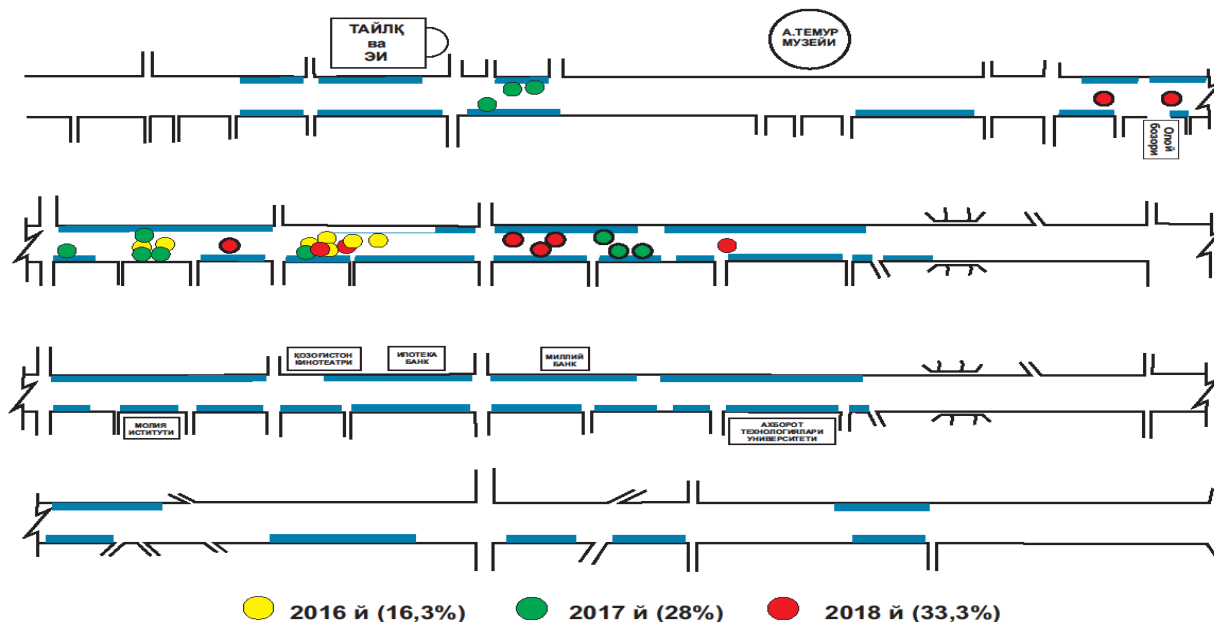 ТАЙЛҚ
ва
ЭИ
А.ТЕМУР
МУЗЕЙИ
Олой
бозори
ҚОЗОҒИСТОН
КИНОТЕАТРИ
ИПОТЕКА
БАНК
МИЛЛИЙ
БАНК
МОЛИЯ
ИСТИТУТИ
АХБОРОТ
ТЕХНОЛОГИЯЛАРИ
УНИВЕРСИТЕТИ
2016 й (16,3%)
2017 й (28%)
2018 й (33,3%)